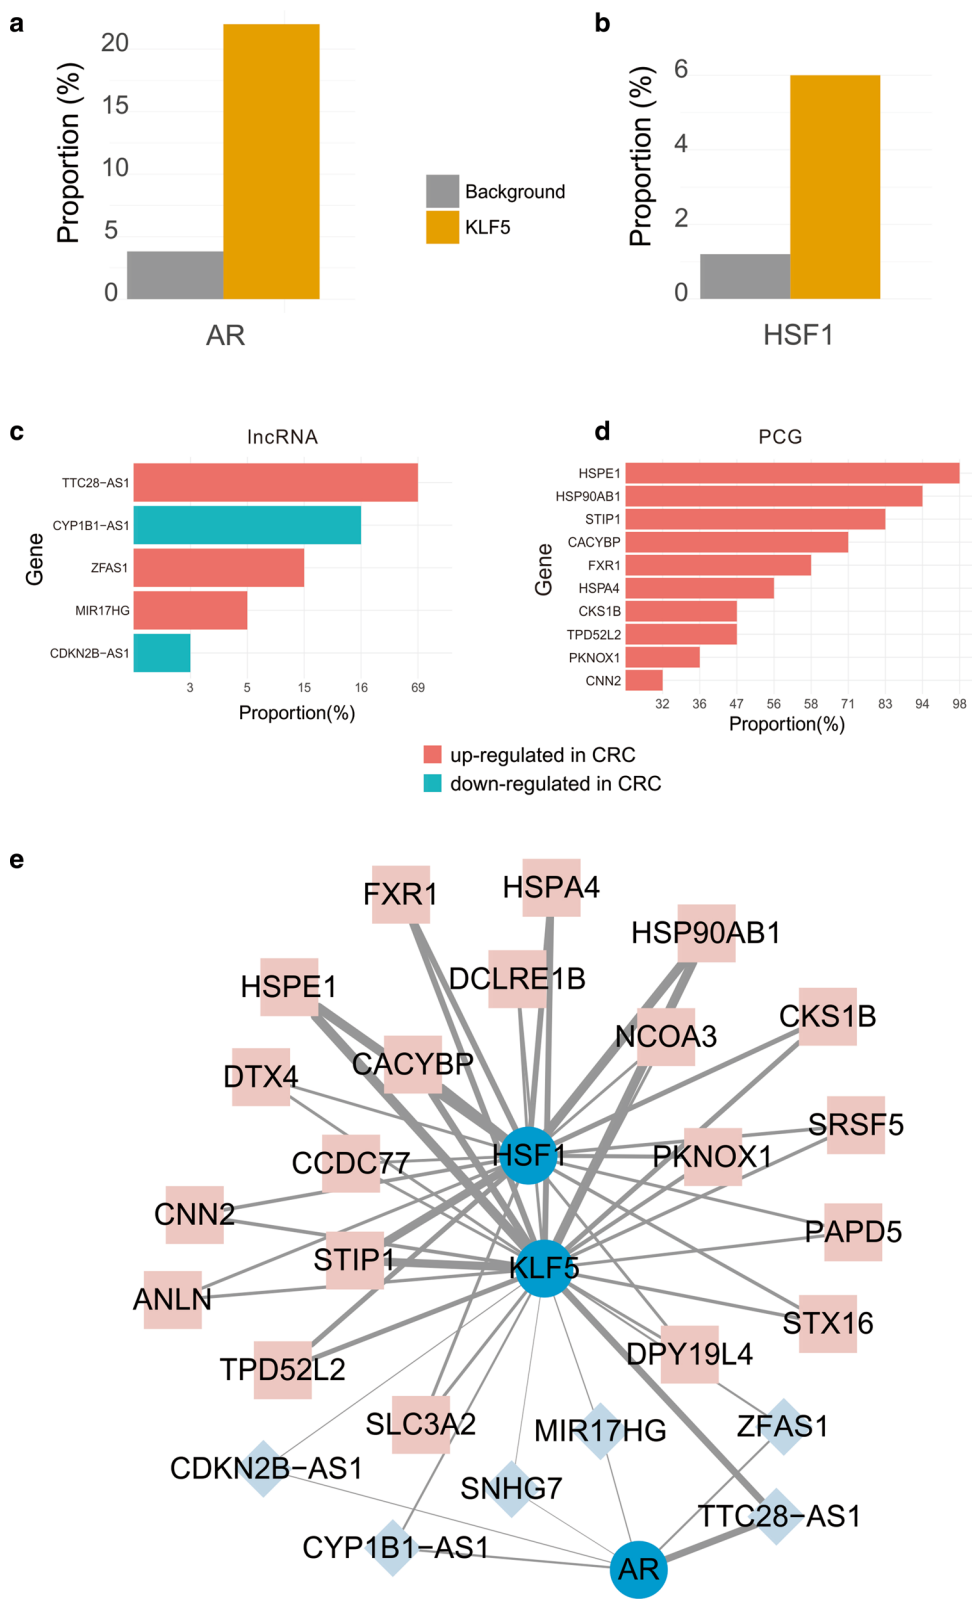 a
b
Proportion (%)
20
15
10
5
0
AR
Background
KLF5
Proportion (%)
6
4
2
0
HSF1
c
lncRNA
Gene
TTC28−AS1
CYP1B1−AS1
ZFAS1
MIR17HG
CDKN2B−AS1
3 5 15 16 69
Proportion(%)
d
PCG
Gene
HSPE1
HSP90AB1
STIP1
CACYBP
FXR1
HSPA4
CKS1B
TPD52L2
PKNOX1
CNN2
32 36 47 56 58 71 83 94 98
Proportion(%)
up-regulated in CRC
down-regulated in CRC
e
FXR1
HSPA4
HSP90AB1
HSPE1
DCLRE1B
CKS1B
NCOA3
DTX4
CACYBP
SRSF5
HSF1
PKNOX1
CCDC77
CNN2
PAPD5
STIP1
KLF5
ANLN
STX16
DPY19L4
TPD52L2
SLC3A2
MIR17HG
ZFAS1
CDKN2B−AS1
SNHG7
TTC28−AS1
CYP1B1−AS1
AR